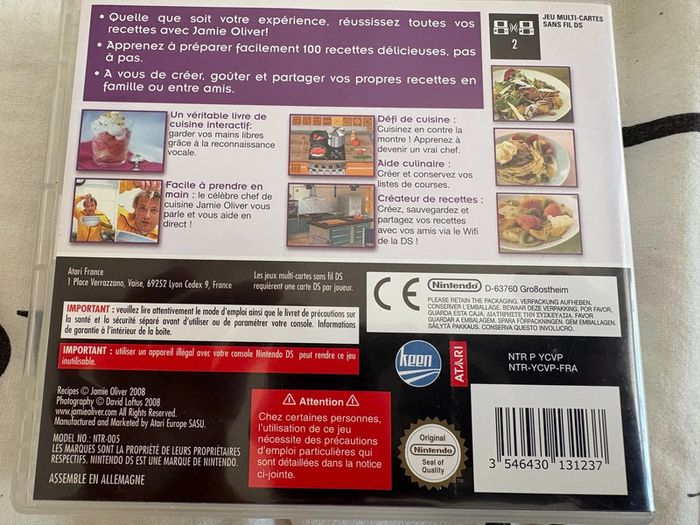 • Quelle que soit votre expérience, réussissez toutes vos
recettes avec Jamie Oliver!
• Apprenez à préparer facilement 100 recettes délicieuses, pas
à pas.
• A vous de créer, goûter et partager vos propres recettes en
famille ou entre amis.
2
JEU MULTI-CARTES
SANS FIL DS
Un véritable livre de
cuisine interactif:
garder vos mains libres
grâce à la reconnaissance
vocale.
Facile à prendre en
main : le célèbre chef de
cuisine Jamie Oliver vous
parle et vous aide en
direct !
Défi de cuisine :
Cuisinez en contre la
montre ! Apprenez à
devenir un vrai chef.
Aide culinaire :
Créer et conservez vos
listes de courses.
Créateur de recettes :
Créez, sauvegardez et
partagez vos recettes
avec vos amis via le Wifi
de la DS !
Atari France
1 Place Verrazzano, Vaise, 69252 Lyon Cedex 9, France
Les jeux multi-cartes sans fil DS
requièrent une carte DS par joueur.
IMPORTANT : veuillez lire attentivement le mode d'emploi ainsi que le livret de précautions sur
la santé et la sécurité séparé avant d'utiliser ou de paramétrer votre console. Informations
de garantie à l'intérieur de la boîte.
IMPORTANT : utiliser un appareil illégal avec votre console Nintendo DS peut rendre ce jeu
inutilisable.
CE
Nintendo
D-63760 Großostheim
PLEASE RETAIN THE PACKAGING. VERPACKUNG AUFHEBEN.
CONSERVER L'EMBALLAGE. BEWAAR DEZE VERPAKKING. POR FAVOR,
GUARDA ESTA CAJA. ΔΙΑΤΗΡΗΣΤΕ ΤΗΝ ΣΥΣΚΕΥΑΣΙΑ. FAVOR
GUARDAR A EMBALAGEM. SPARA FÖRPACKNINGEN. GEM EMBALLAGEN.
SÄILYTÄ PAKKAUS. CONSERVA QUESTO INVOLUCRO.
keen
ATARI
NTR P YCVP
NTR-YCVP-FRA
Recipes © Jamie Oliver 2008
Photography © David Loftus 2008
www.jamieoliver.com All Rights Reserved.
Manufactured and Marketed by Atari Europe SASU.
MODEL NO.: NTR-005
LES MARQUES SONT LA PROPRIÉTÉ DE LEURS PROPRIÉTAIRES
RESPECTIFS. NINTENDO DS EST UNE MARQUE DE NINTENDO.
ASSEMBLE EN ALLEMAGNE
⚠ Attention ⚠
Chez certaines personnes,
l'utilisation de ce jeu
nécessite des précautions
d'emploi particulières qui
sont détaillées dans la notice
ci-jointe.
Original
Nintendo
Seal of
Quality
3 546430 131237